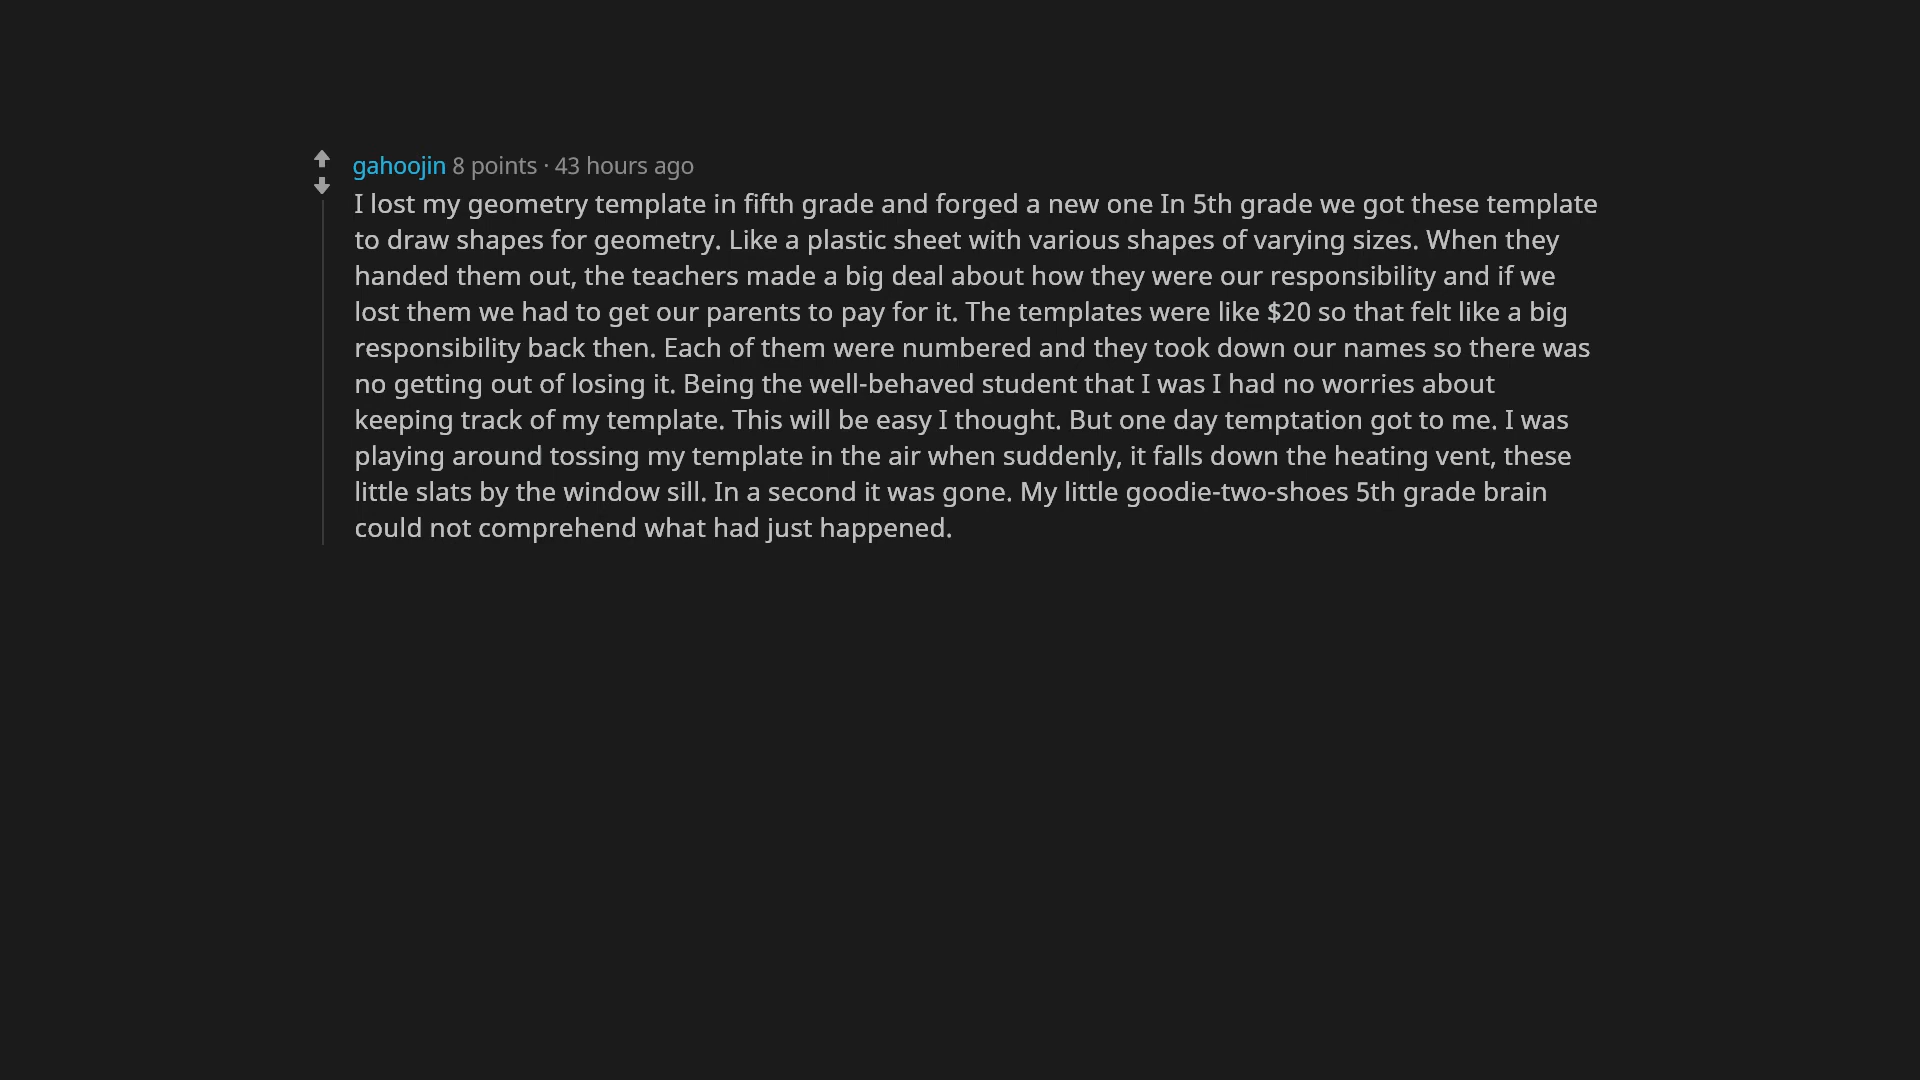 gahoojin 8 points · 43 hours ago
I lost my geometry template in fifth grade and forged a new one In 5th grade we got these template
to draw shapes for geometry. Like a plastic sheet with various shapes of varying sizes. When they
handed them out, the teachers made a big deal about how they were our responsibility and if we
lost them we had to get our parents to pay for it. The templates were like $20 so that felt like a big
responsibility back then. Each of them were numbered and they took down our names so there was
no getting out of losing it. Being the well-behaved student that I was I had no worries about
keeping track of my template. This will be easy I thought. But one day temptation got to me. I was
playing around tossing my template in the air when suddenly, it falls down the heating vent, these
little slats by the window sill. In a second it was gone. My little goodie-two-shoes 5th grade brain
could not comprehend what had just happened.